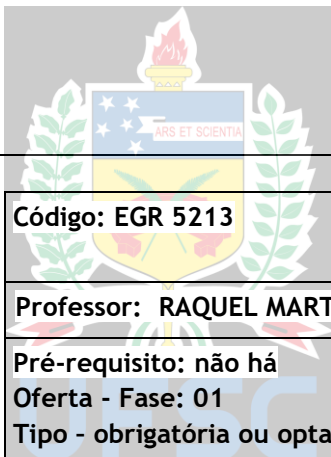 ARS ET SCIENTIA
Código: EGR 5213
Professor: RAQUEL MART
Pré-requisito: não há
Oferta - Fase: 01
Tipo – obrigatória ou opta
UFSC